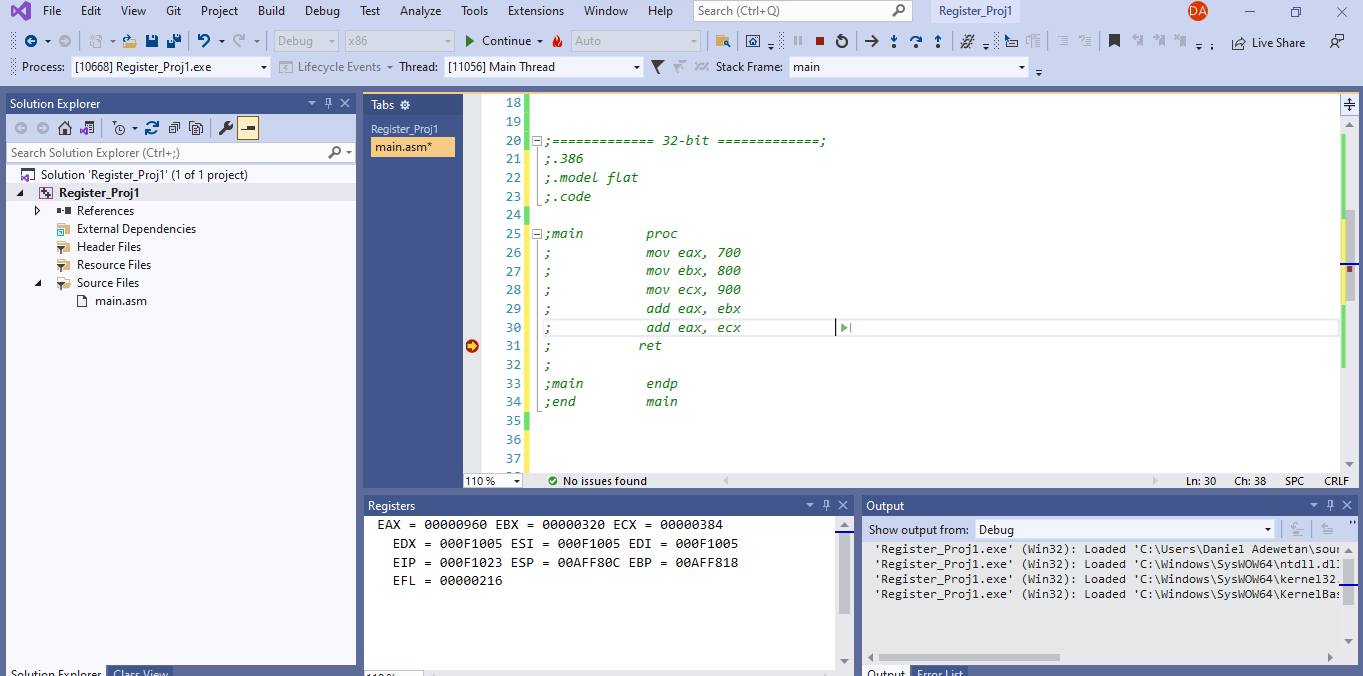 File Edit View Git Project Build Debug Test Analyze Tools Extensions Window Help Search (Ctrl+Q) Register_Proj1 DA
Debug x86 Continue Auto Live Share
Process: [10668] Register_Proj1.exe Lifecycle Events Thread: [11056] Main Thread Stack Frame: main
Solution Explorer
Search Solution Explorer (Ctrl+;)
Solution 'Register_Proj1' (1 of 1 project)
Register_Proj1
References
External Dependencies
Header Files
Resource Files
Source Files
main.asm
Solution Explorer Class View
Tabs
Register_Proj1
main.asm*
18
19
20 ;============= 32-bit =============;
21 ;.386
22 ;.model flat
23 ;.code
24
25 ;main proc
26 ; mov eax, 700
27 ; mov ebx, 800
28 ; mov ecx, 900
29 ; add eax, ebx
30 ; add eax, ecx
31 ; ret
32 ;
33 ;main endp
34 ;end main
35
36
37
110 % No issues found Ln: 30 Ch: 38 SPC CRLF
Registers
EAX = 00000960 EBX = 00000320 ECX = 00000384
EDX = 000F1005 ESI = 000F1005 EDI = 000F1005
EIP = 000F1023 ESP = 00AFF80C EBP = 00AFF818
EFL = 00000216
Output
Show output from: Debug
'Register_Proj1.exe' (Win32): Loaded 'C:\Users\Daniel Adewetan\sour
'Register_Proj1.exe' (Win32): Loaded 'C:\Windows\SysWOW64\ntdll.dll
'Register_Proj1.exe' (Win32): Loaded 'C:\Windows\SysWOW64\kernel32.
'Register_Proj1.exe' (Win32): Loaded 'C:\Windows\SysWOW64\KernelBas
Output Error List